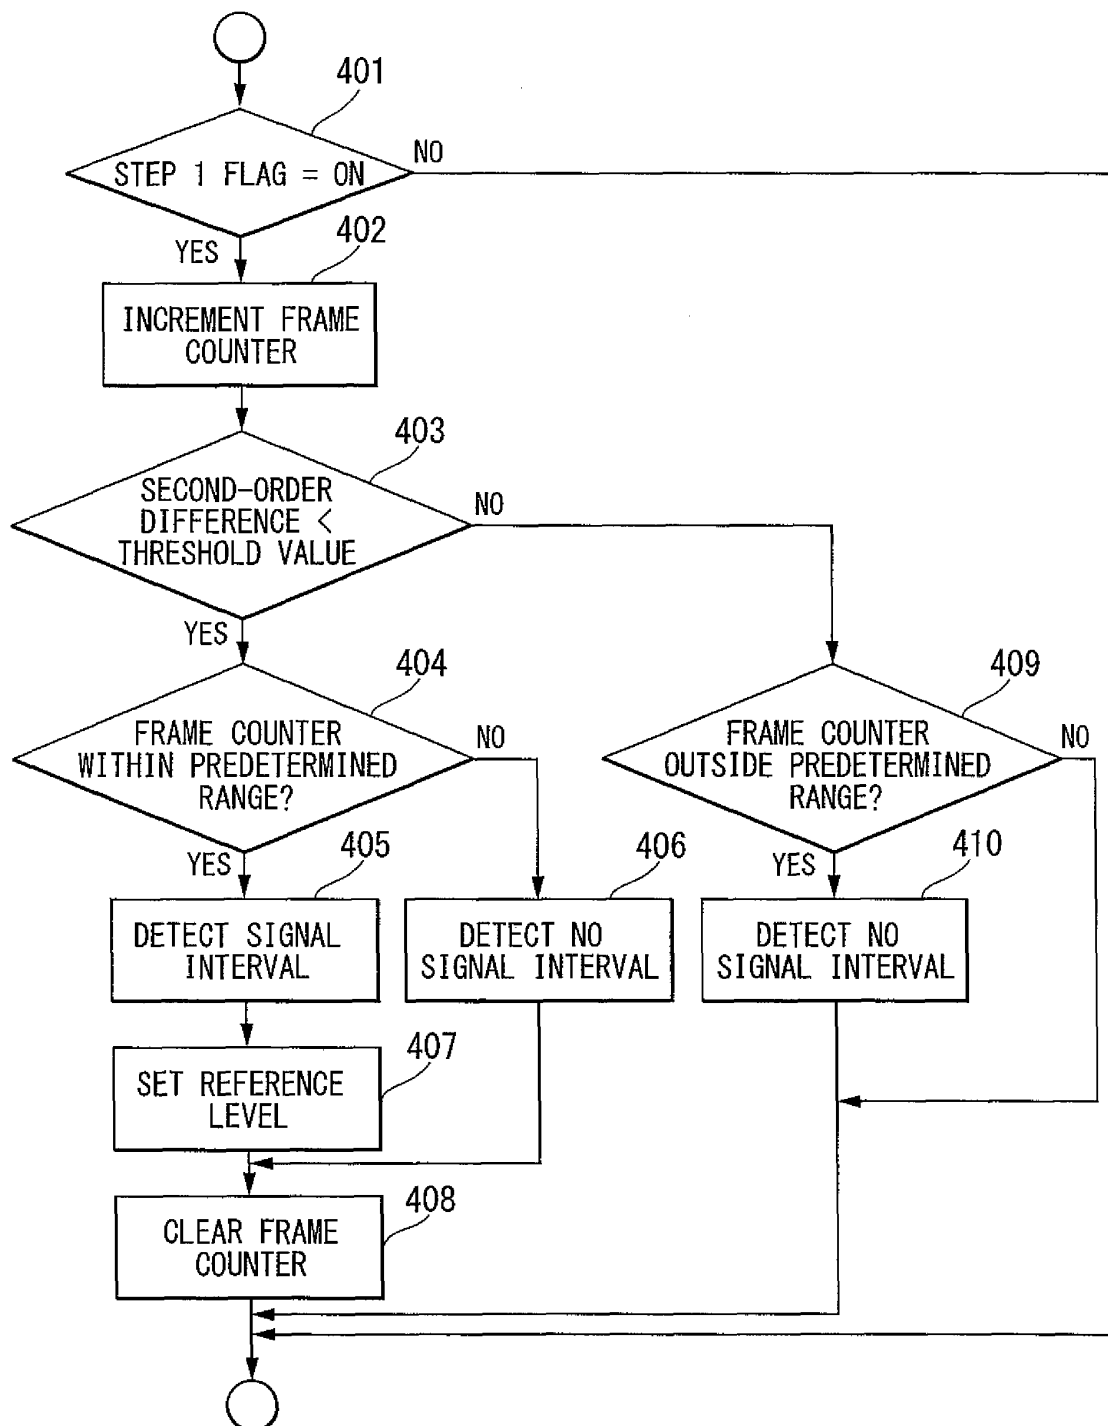 401
STEP 1 FLAG = ON
NO
YES
402
INCREMENT FRAME
COUNTER
403
SECOND-ORDER
DIFFERENCE <
THRESHOLD VALUE
NO
YES
404
FRAME COUNTER
WITHIN PREDETERMINED
RANGE?
NO
409
FRAME COUNTER
OUTSIDE PREDETERMINED
RANGE?
NO
YES
405
DETECT SIGNAL
INTERVAL
406
DETECT NO
SIGNAL INTERVAL
YES
410
DETECT NO
SIGNAL INTERVAL
407
SET REFERENCE
LEVEL
408
CLEAR FRAME
COUNTER